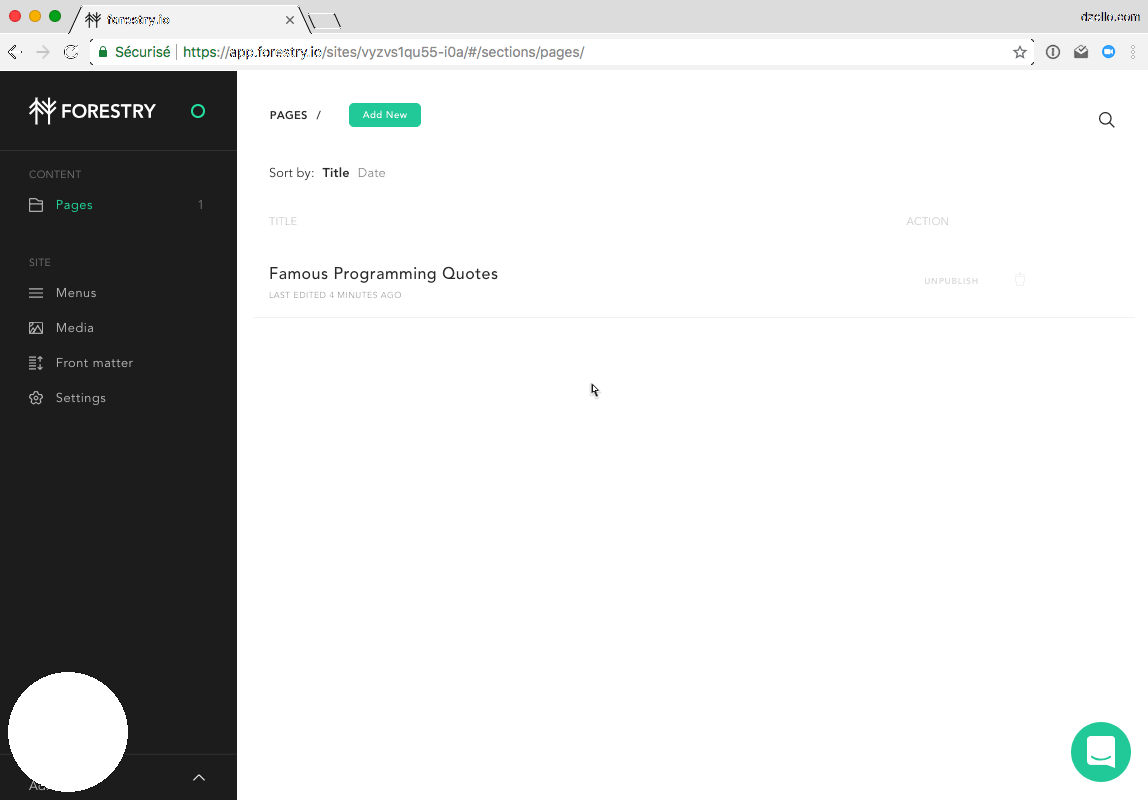 forestry.io
dzello.com
Sécurisé https://app.forestry.io/sites/vyzvs1qu55-i0a/#/sections/pages/
FORESTRY
PAGES / Add New
Sort by: Title Date
CONTENT
Pages 1
TITLE ACTION
SITE
Famous Programming Quotes
UNPUBLISH
LAST EDITED 4 MINUTES AGO
Menus
Media
Front matter
Settings